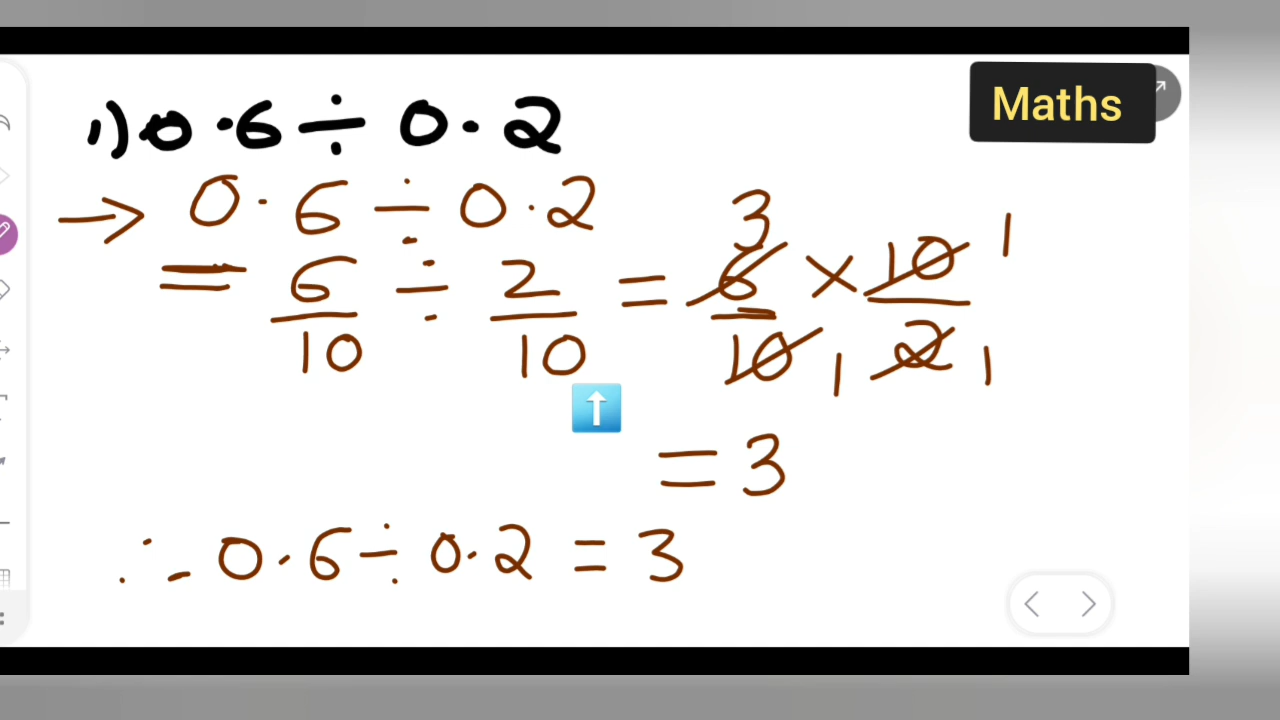 Maths
1) 0.6 ÷ 0.2
→ 0.6 ÷ 0.2
= 6/10 ÷ 2/10 = 6/10 × 10/2
3 1
1 1
= 3
∴ 0.6 ÷ 0.2 = 3